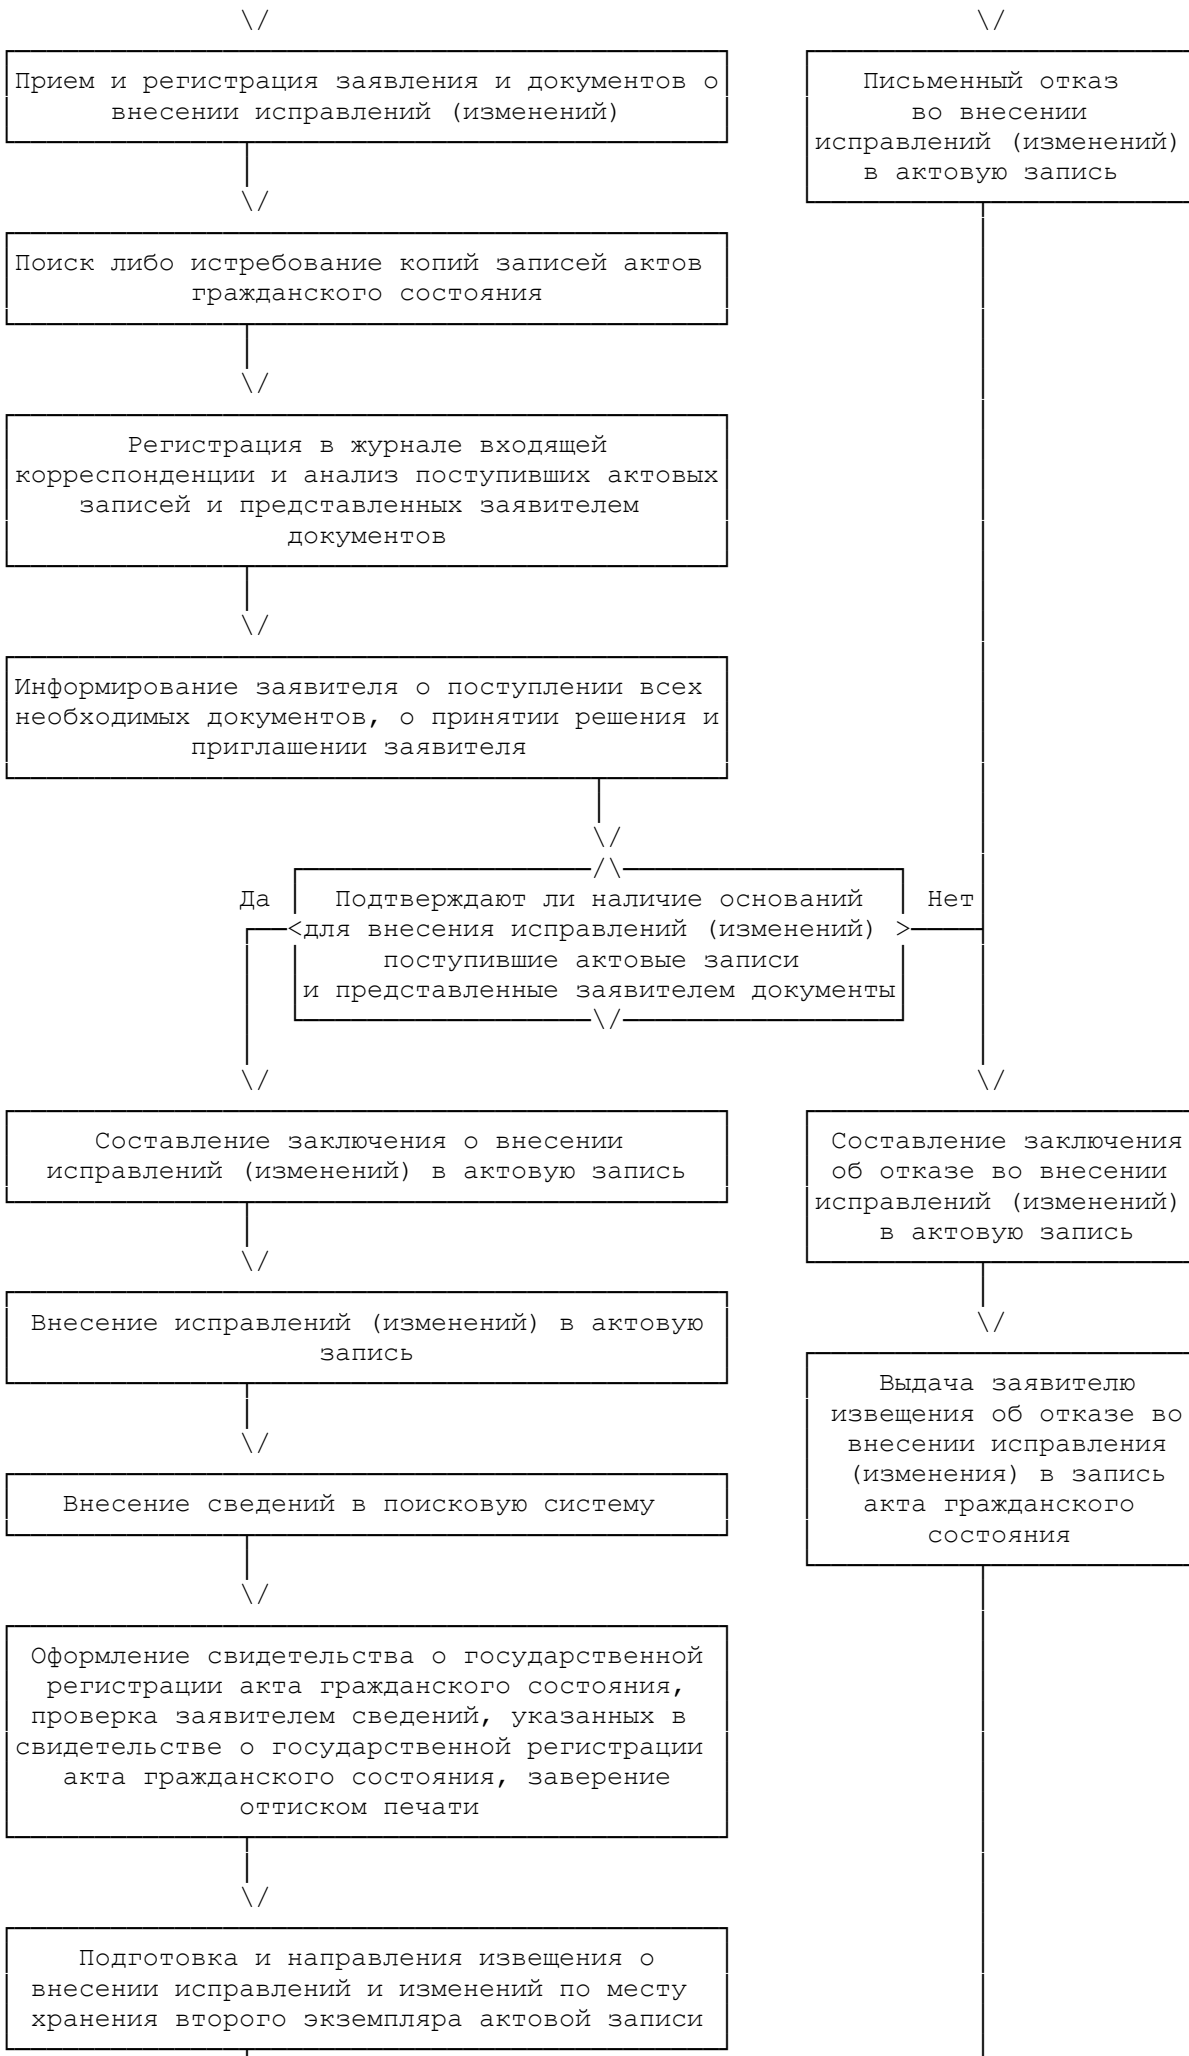 Прием и регистрация заявления и документов о
внесении исправлений (изменений)
Письменный отказ
во внесении
исправлений (изменений)
в актовую запись
Поиск либо истребование копий записей актов
гражданского состояния
Регистрация в журнале входящей
корреспонденции и анализ поступивших актовых
записей и представленных заявителем
документов
Информирование заявителя о поступлении всех
необходимых документов, о принятии решения и
приглашении заявителя
Да
Подтверждают ли наличие оснований
для внесения исправлений (изменений)
поступившие актовые записи
и представленные заявителем документы
Нет
Составление заключения о внесении
исправлений (изменений) в актовую запись
Составление заключения
об отказе во внесении
исправлений (изменений)
в актовую запись
Внесение исправлений (изменений) в актовую
запись
Выдача заявителю
извещения об отказе во
внесении исправления
(изменения) в запись
акта гражданского
состояния
Внесение сведений в поисковую систему
Оформление свидетельства о государственной
регистрации акта гражданского состояния,
проверка заявителем сведений, указанных в
свидетельстве о государственной регистрации
акта гражданского состояния, заверение
оттиском печати
Подготовка и направления извещения о
внесении исправлений и изменений по месту
хранения второго экземпляра актовой записи